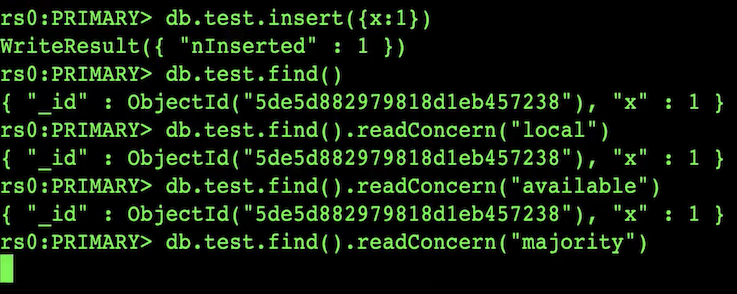 rs0:PRIMARY> db.test.insert({x:1})
WriteResult({ "nInserted" : 1 })
rs0:PRIMARY> db.test.find()
{ "_id" : ObjectId("5de5d882979818d1eb457238"), "x" : 1 }
rs0:PRIMARY> db.test.find().readConcern("local")
{ "_id" : ObjectId("5de5d882979818d1eb457238"), "x" : 1 }
rs0:PRIMARY> db.test.find().readConcern("available")
{ "_id" : ObjectId("5de5d882979818d1eb457238"), "x" : 1 }
rs0:PRIMARY> db.test.find().readConcern("majority")